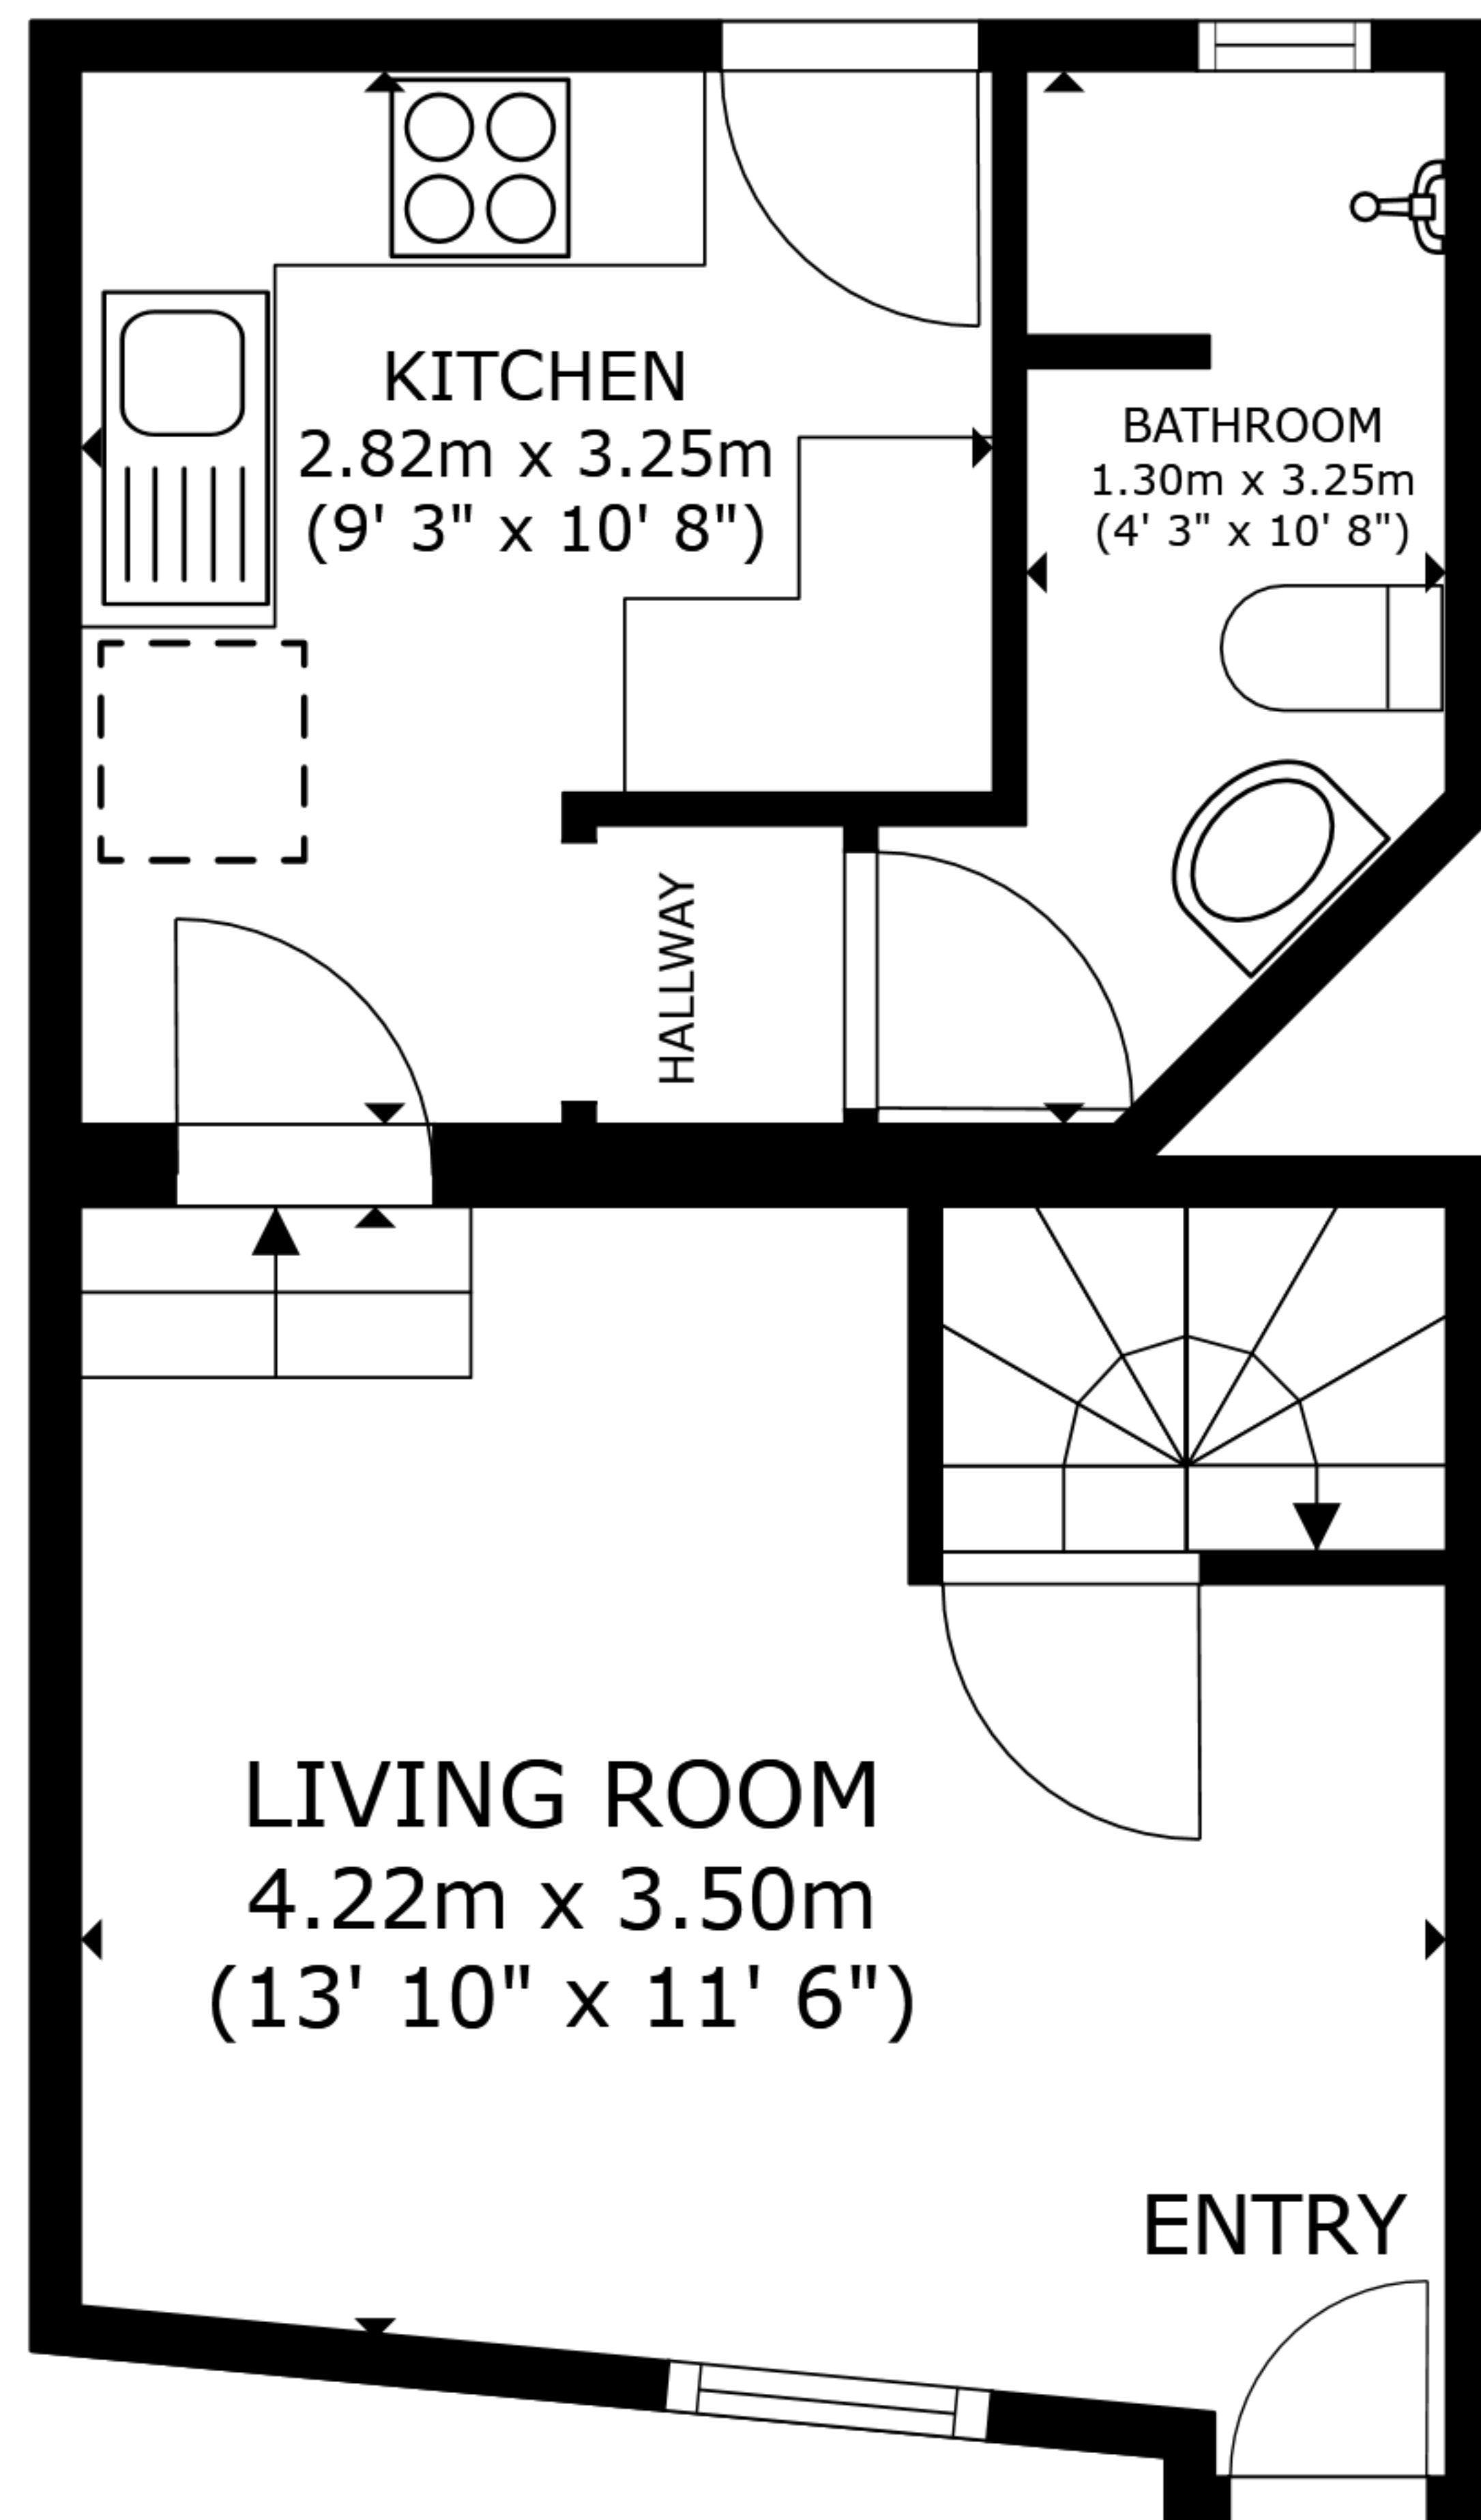 KITCHEN
2.82m x 3.25m
(9' 3" x 10' 8")
BATHROOM
1.30m x 3.25m
(4' 3" x 10' 8")
HALLWAY
LIVING ROOM
4.22m x 3.50m
(13' 10" x 11' 6")
ENTRY